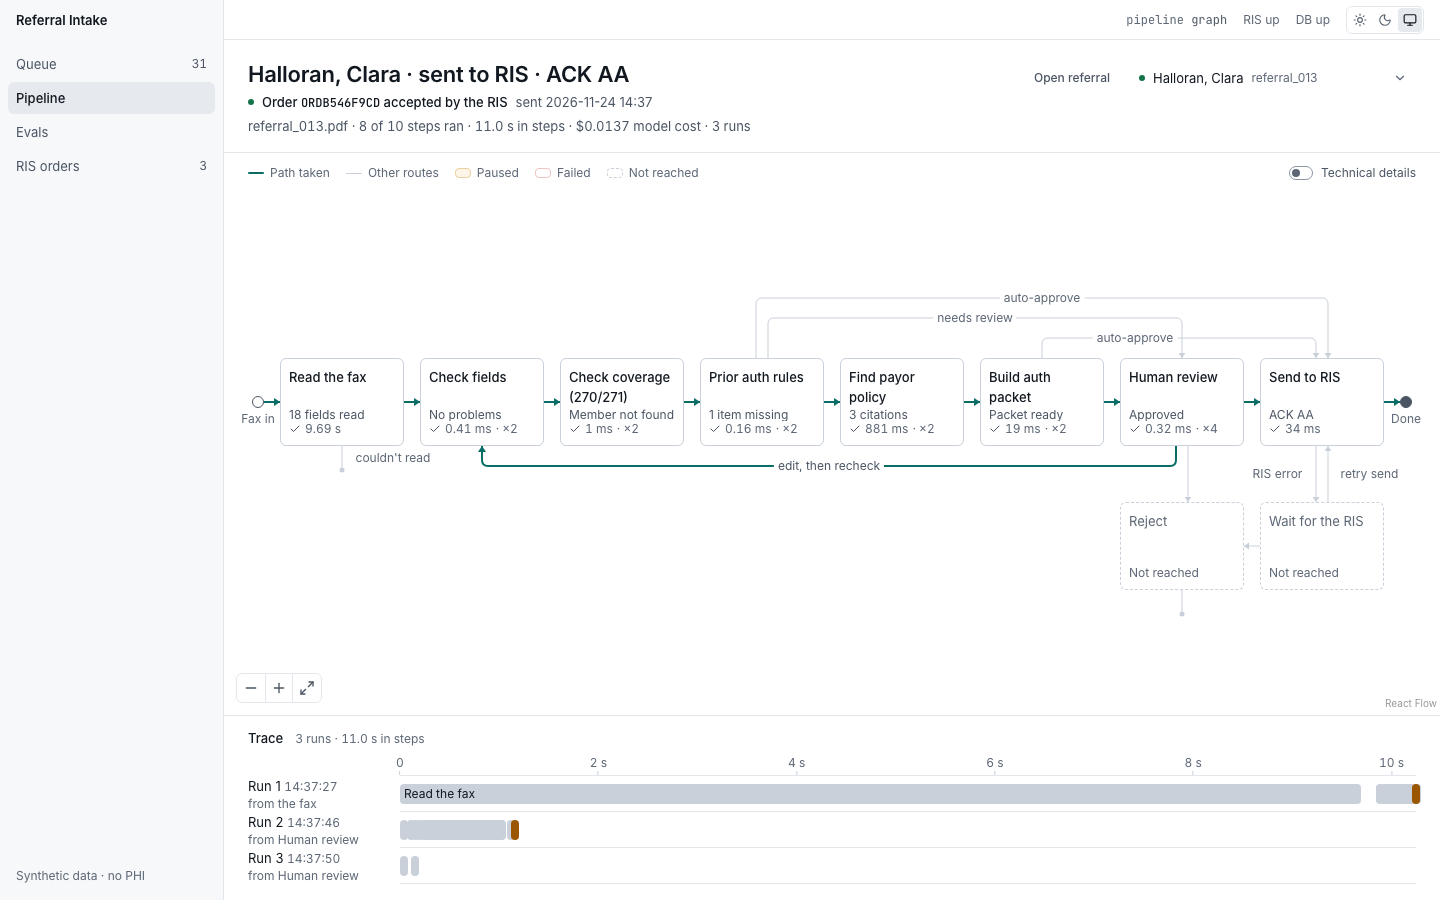 Referral Intake
pipeline graph RIS up DB up
Queue 31
Pipeline
Evals
RIS orders 3
Synthetic data · no PHI
Halloran, Clara · sent to RIS · ACK AA
Open referral Halloran, Clara referral_013
Order ORDB546F9CD accepted by the RIS sent 2026-11-24 14:37
referral_013.pdf · 8 of 10 steps ran · 11.0 s in steps · $0.0137 model cost · 3 runs
Path taken Other routes Paused Failed Not reached Technical details
auto-approve
needs review
auto-approve
Fax in
Read the fax
18 fields read
9.69 s
Check fields
No problems
0.41 ms · ×2
Check coverage
(270/271)
Member not found
1 ms · ×2
Prior auth rules
1 item missing
0.16 ms · ×2
Find payor
policy
3 citations
881 ms · ×2
Build auth
packet
Packet ready
19 ms · ×2
Human review
Approved
0.32 ms · ×4
Send to RIS
ACK AA
34 ms
Done
couldn't read
edit, then recheck
RIS error retry send
Reject
Not reached
Wait for the RIS
Not reached
React Flow
Trace 3 runs · 11.0 s in steps
0 2 s 4 s 6 s 8 s 10 s
Run 1 14:37:27
from the fax
Read the fax
Run 2 14:37:46
from Human review
Run 3 14:37:50
from Human review